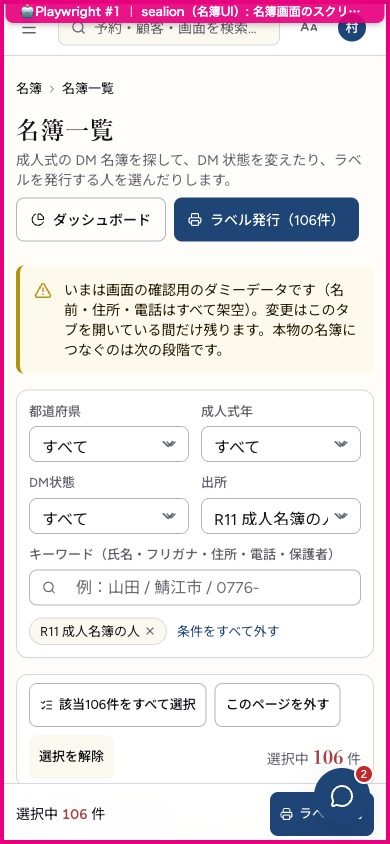 Playwright #1 | sealion（名簿UI）: 名簿画面のスクリ…
予約・顧客・画面を検索…
村
名簿 › 名簿一覧
名簿一覧
成人式の DM 名簿を探して、DM 状態を変えたり、ラベ
ルを発行する人を選んだりします。
ダッシュボード
ラベル発行（106件）
いまは画面の確認用のダミーデータです（名
前・住所・電話はすべて架空）。変更はこのタ
ブを開いている間だけ残ります。本物の名簿に
つなぐのは次の段階です。
都道府県
成人式年
すべて
すべて
DM状態
出所
すべて
R11 成人名簿の
キーワード（氏名・フリガナ・住所・電話・保護者）
例：山田 / 鯖江市 / 0776-
R11 成人名簿の人 ×
条件をすべて外す
該当106件をすべて選択
このページを外す
選択を解除
選択中 106 件
2
選択中 106 件
ラベ